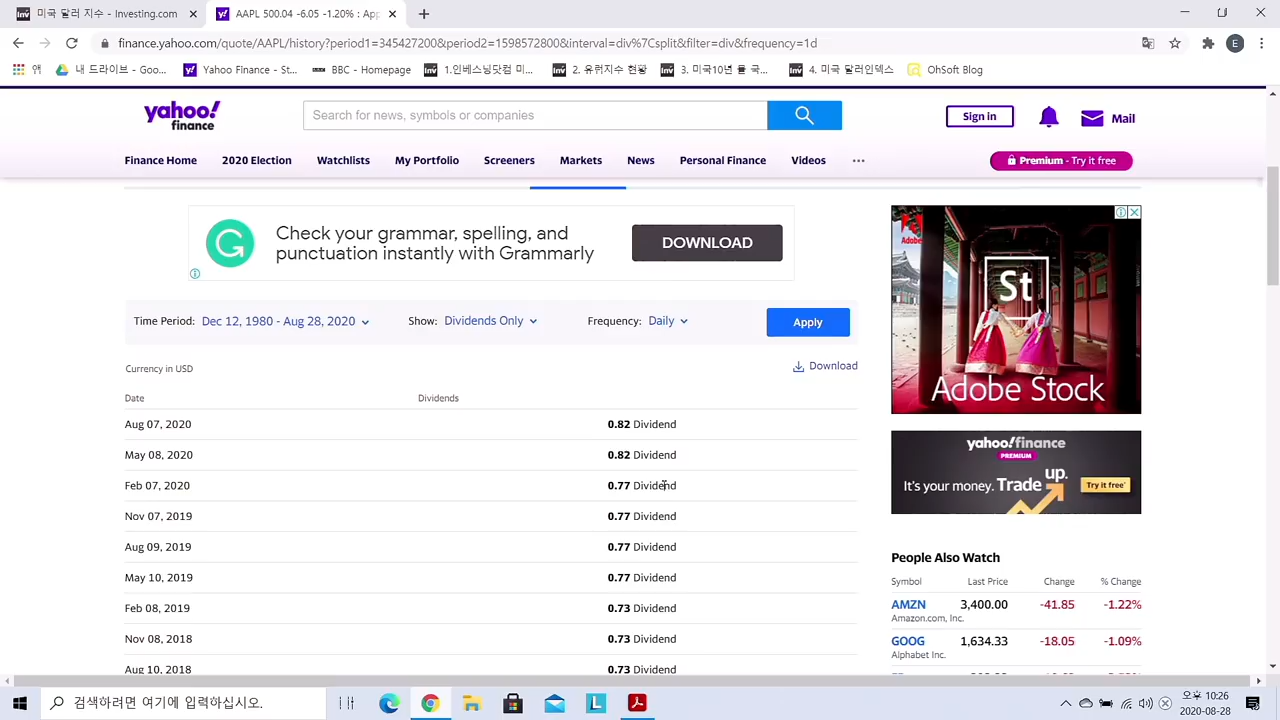 미국 달러 지수 - Investing.com
AAPL 500.04 -6.05 -1.20% : App
finance.yahoo.com/quote/AAPL/history?period1=345427200&period2=1598572800&interval=div%7Csplit&filter=div&frequency=1d
E
앱
내 드라이브 - Goo...
Yahoo Finance - St...
BBC - Homepage
1.인베스팅닷컴 미...
2. 유럽지수 현황
3. 미국10년 물 국...
4. 미국 달러인덱스
OhSoft Blog
yahoo!
finance
Search for news, symbols or companies
Sign in
Mail
Finance Home
2020 Election
Watchlists
My Portfolio
Screeners
Markets
News
Personal Finance
Videos
Premium - Try it free
Check your grammar, spelling, and
punctuation instantly with Grammarly
DOWNLOAD
Adobe
St
Adobe Stock
Time Period: Dec 12, 1980 - Aug 28, 2020
Show: Dividends Only
Frequency: Daily
Apply
Currency in USD
Download
Date Dividends
Aug 07, 2020 0.82 Dividend
May 08, 2020 0.82 Dividend
Feb 07, 2020 0.77 Dividend
Nov 07, 2019 0.77 Dividend
Aug 09, 2019 0.77 Dividend
May 10, 2019 0.77 Dividend
Feb 08, 2019 0.73 Dividend
Nov 08, 2018 0.73 Dividend
Aug 10, 2018 0.73 Dividend
yahoo!finance
PREMIUM
It's your money. Trade up.
Try it free*
People Also Watch
Symbol Last Price Change % Change
AMZN 3,400.00 -41.85 -1.22%
Amazon.com, Inc.
GOOG 1,634.33 -18.05 -1.09%
Alphabet Inc.
검색하려면 여기에 입력하십시오.
오후 10:26
2020-08-28